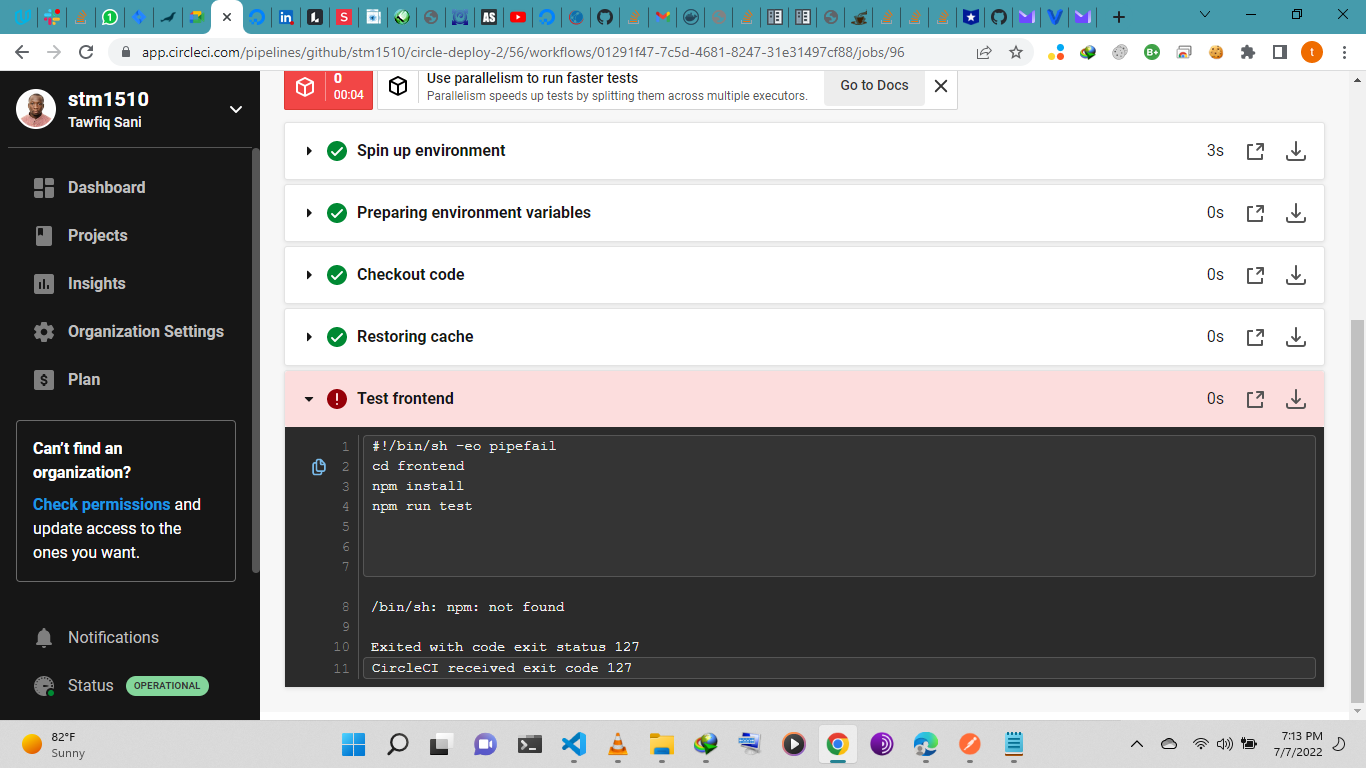 app.circleci.com/pipelines/github/stm1510/circle-deploy-2/56/workflows/01291f47-7c5d-4681-8247-31e31497cf88/jobs/96
stm1510
Tawfiq Sani
Dashboard
Projects
Insights
Organization Settings
Plan
Can't find an
organization?
Check permissions and
update access to the
ones you want.
Notifications
Status OPERATIONAL
0
00:04
Use parallelism to run faster tests
Parallelism speeds up tests by splitting them across multiple executors.
Go to Docs
Spin up environment 3s
Preparing environment variables 0s
Checkout code 0s
Restoring cache 0s
Test frontend 0s
1 #!/bin/sh -eo pipefail
2 cd frontend
3 npm install
4 npm run test
5
6
7
8 /bin/sh: npm: not found
9
10 Exited with code exit status 127
11 CircleCI received exit code 127
82°F
Sunny
7:13 PM
7/7/2022